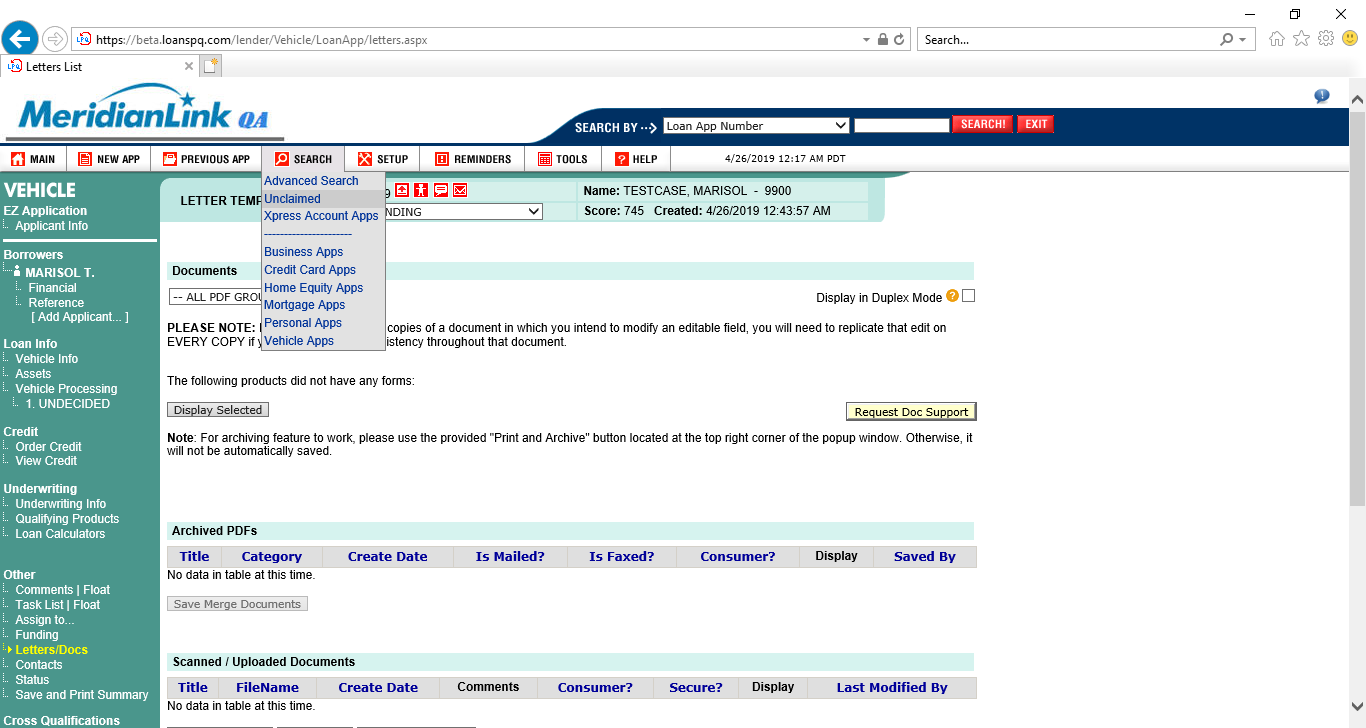 https://beta.loanspq.com/lender/Vehicle/LoanApp/letters.aspx
Search...
Letters List
MeridianLink QA
SEARCH BY ··>
Loan App Number
SEARCH!
EXIT
MAIN
NEW APP
PREVIOUS APP
SEARCH
SETUP
REMINDERS
TOOLS
HELP
4/26/2019 12:17 AM PDT
Advanced Search
Unclaimed
Xpress Account Apps
----------------------
Business Apps
Credit Card Apps
Home Equity Apps
Mortgage Apps
Personal Apps
Vehicle Apps
VEHICLE
EZ Application
Applicant Info
Borrowers
MARISOL T.
Financial
Reference
[ Add Applicant... ]
Loan Info
Vehicle Info
Assets
Vehicle Processing
1. UNDECIDED
Credit
Order Credit
View Credit
Underwriting
Underwriting Info
Qualifying Products
Loan Calculators
Other
Comments | Float
Task List | Float
Assign to...
Funding
Letters/Docs
Contacts
Status
Save and Print Summary
Cross Qualifications
LETTER TEMP
9
NDING
Name: TESTCASE, MARISOL - 9900
Score: 745 Created: 4/26/2019 12:43:57 AM
Documents
-- ALL PDF GROU
Display in Duplex Mode ?
PLEASE NOTE: copies of a document in which you intend to modify an editable field, you will need to replicate that edit on
EVERY COPY if istency throughout that document.
The following products did not have any forms:
Display Selected
Request Doc Support
Note: For archiving feature to work, please use the provided "Print and Archive" button located at the top right corner of the popup window. Otherwise, it
will not be automatically saved.
Archived PDFs
Title Category Create Date Is Mailed? Is Faxed? Consumer? Display Saved By
No data in table at this time.
Save Merge Documents
Scanned / Uploaded Documents
Title FileName Create Date Comments Consumer? Secure? Display Last Modified By
No data in table at this time.